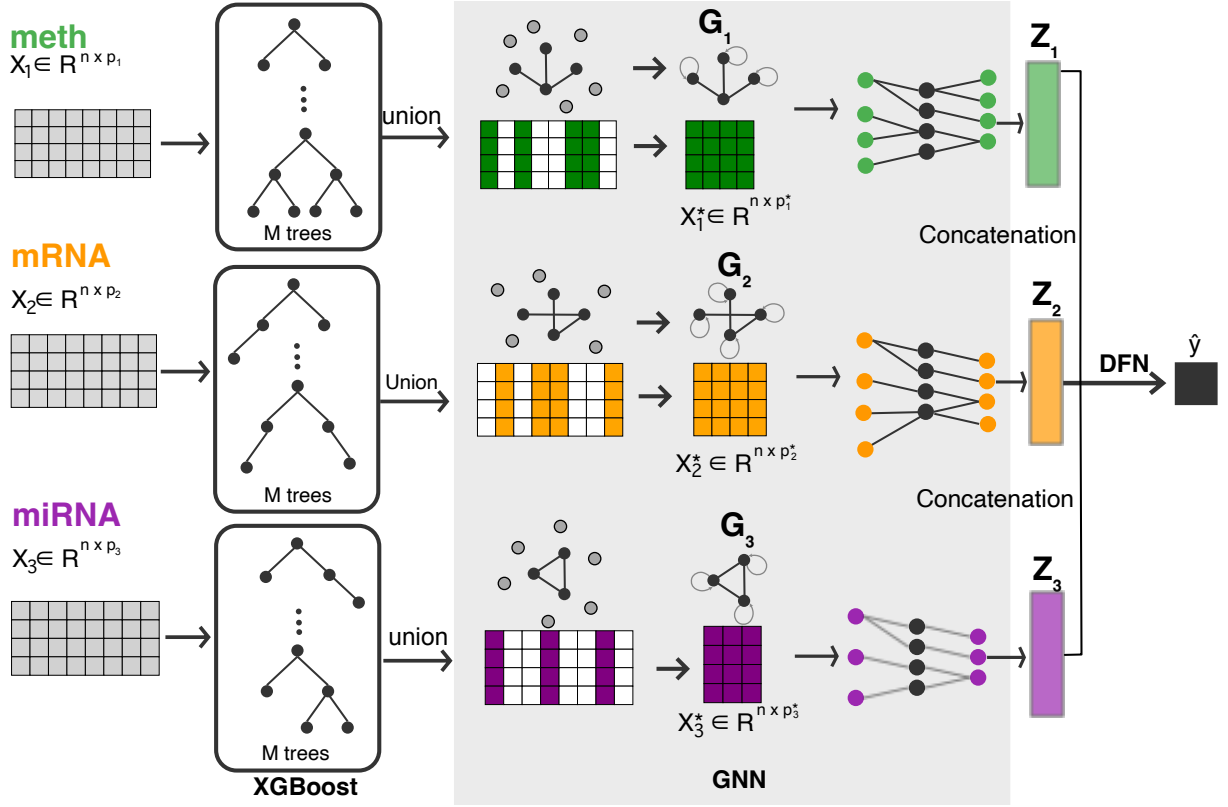 meth
X₁ ∈ R^{n x p₁}
M trees
union
G₁
X₁* ∈ R^{n x p₁*}
Z₁
Concatenation
mRNA
X₂ ∈ R^{n x p₂}
M trees
Union
G₂
X₂* ∈ R^{n x p₂*}
Z₂
DFN
ŷ
Concatenation
miRNA
X₃ ∈ R^{n x p₃}
M trees
union
G₃
X₃* ∈ R^{n x p₃*}
Z₃
XGBoost
GNN